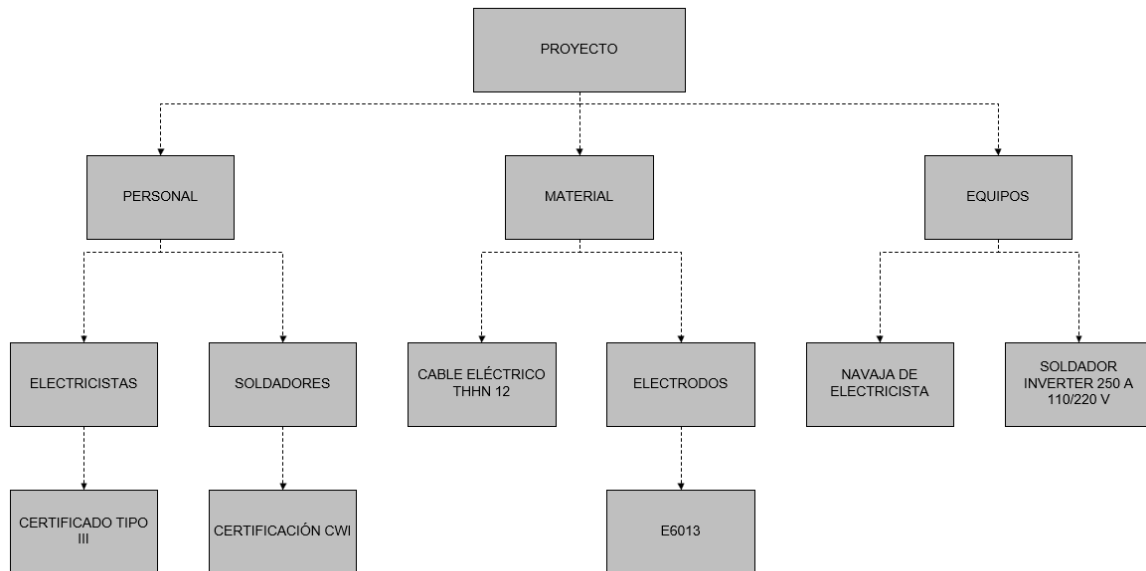 PROYECTO
PERSONAL
MATERIAL
EQUIPOS
ELECTRICISTAS
SOLDADORES
CABLE ELÉCTRICO
THHN 12
ELECTRODOS
NAVAJA DE
ELECTRICISTA
SOLDADOR
INVERTER 250 A
110/220 V
CERTIFICADO TIPO
III
CERTIFICACIÓN CWI
E6013